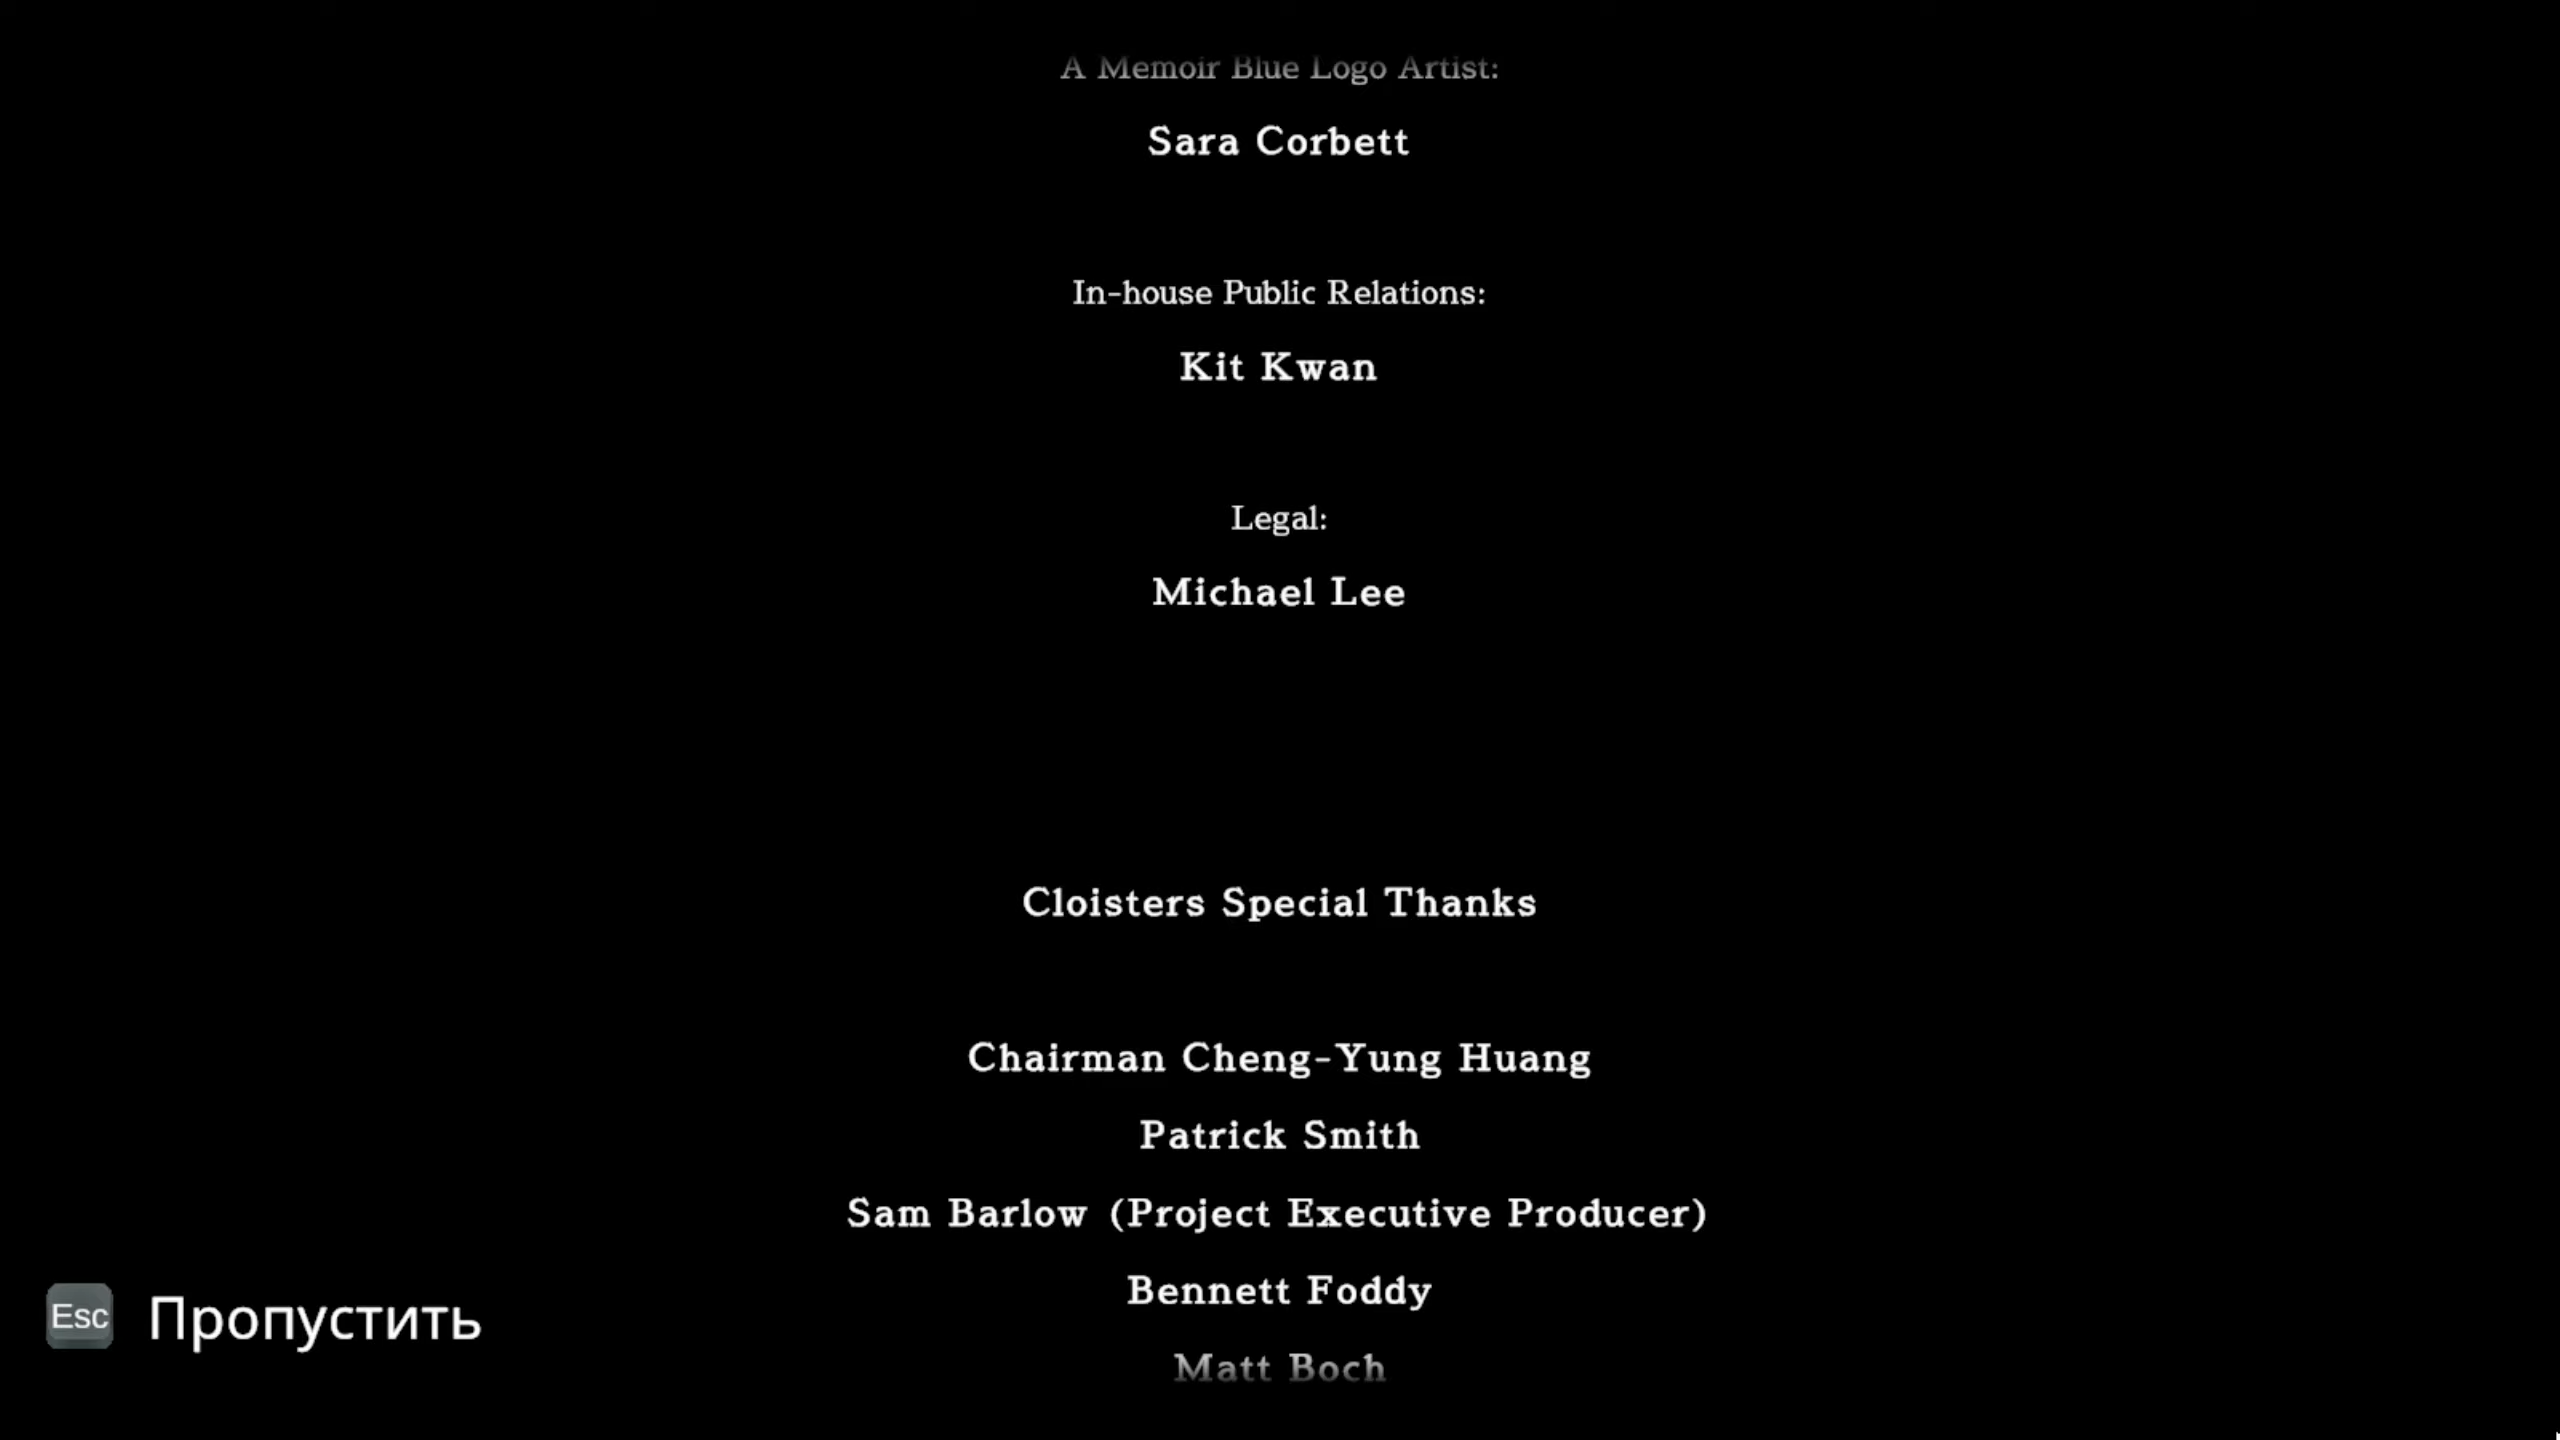 A Memoir Blue Logo Artist:
Sara Corbett
In-house Public Relations:
Kit Kwan
Legal:
Michael Lee
Cloisters Special Thanks
Chairman Cheng-Yung Huang
Patrick Smith
Sam Barlow (Project Executive Producer)
Bennett Foddy
Matt Boch
Esc Пропустить